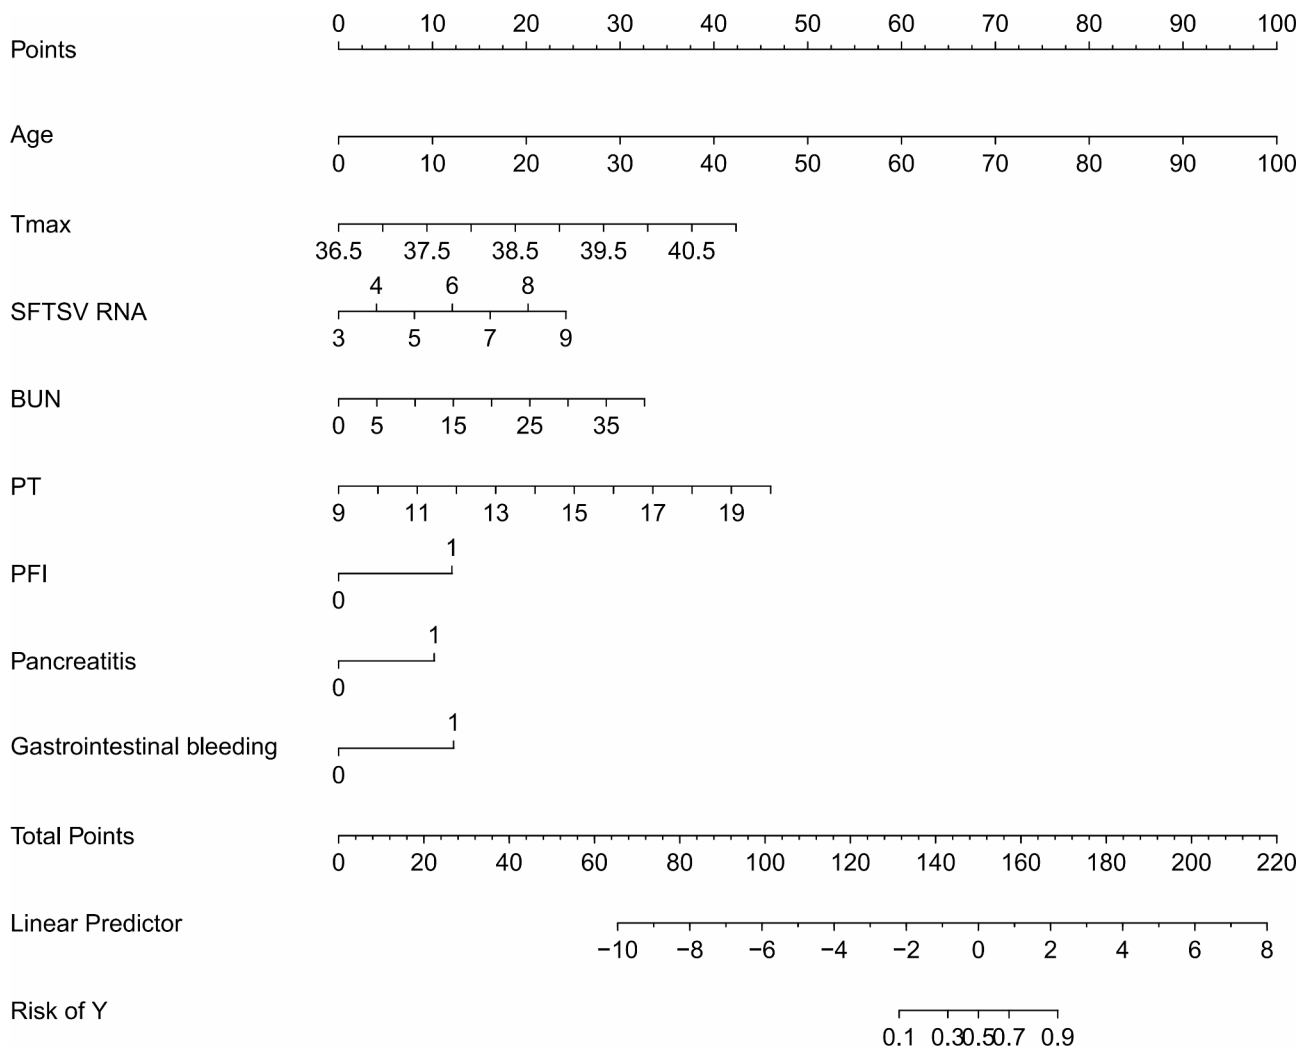 Points 0 10 20 30 40 50 60 70 80 90 100
Age 0 10 20 30 40 50 60 70 80 90 100
Tmax 36.5 37.5 38.5 39.5 40.5
4 6 8
SFTSV RNA
3 5 7 9
BUN
0 5 15 25 35
PT
9 11 13 15 17 19
1
PFI
0
1
Pancreatitis
0
1
Gastrointestinal bleeding
0
Total Points
0 20 40 60 80 100 120 140 160 180 200 220
Linear Predictor
−10 −8 −6 −4 −2 0 2 4 6 8
Risk of Y
0.1 0.3 0.5 0.7 0.9